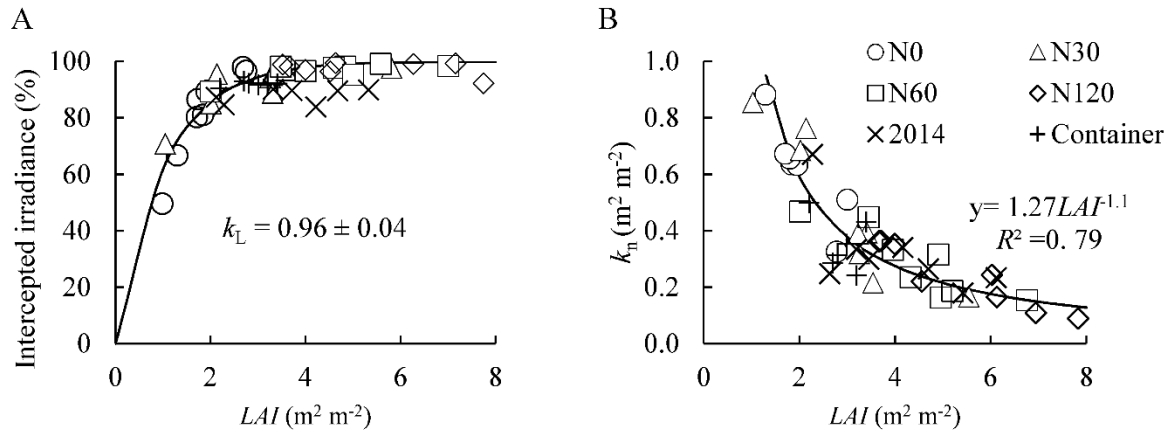 A
Intercepted irradiance (%)
100
80
60
40
20
0
k_L = 0.96 ± 0.04
0 2 4 6 8
LAI (m² m⁻²)
B
k_n (m² m⁻²)
1.0
0.8
0.6
0.4
0.2
0.0
N0 N30
N60 N120
2014 Container
y= 1.27LAI⁻¹·¹
R² =0. 79
0 2 4 6 8
LAI (m² m⁻²)